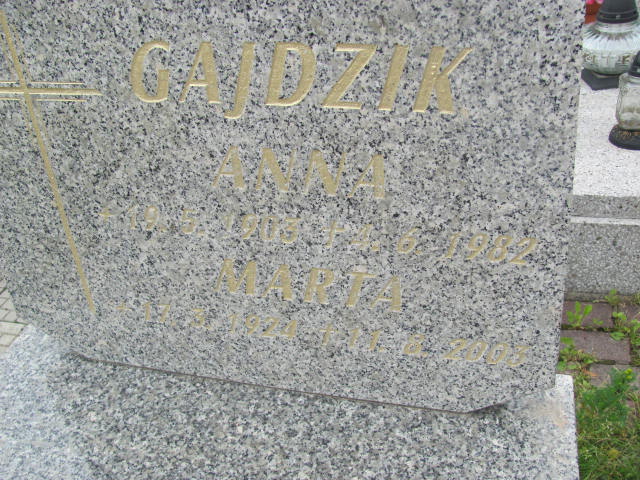 GAJDZIK
ANNA
* 19. 5. 1903 † 4. 6. 1982
MARTA
* 17. 3. 1924 † 11. 8. 2003